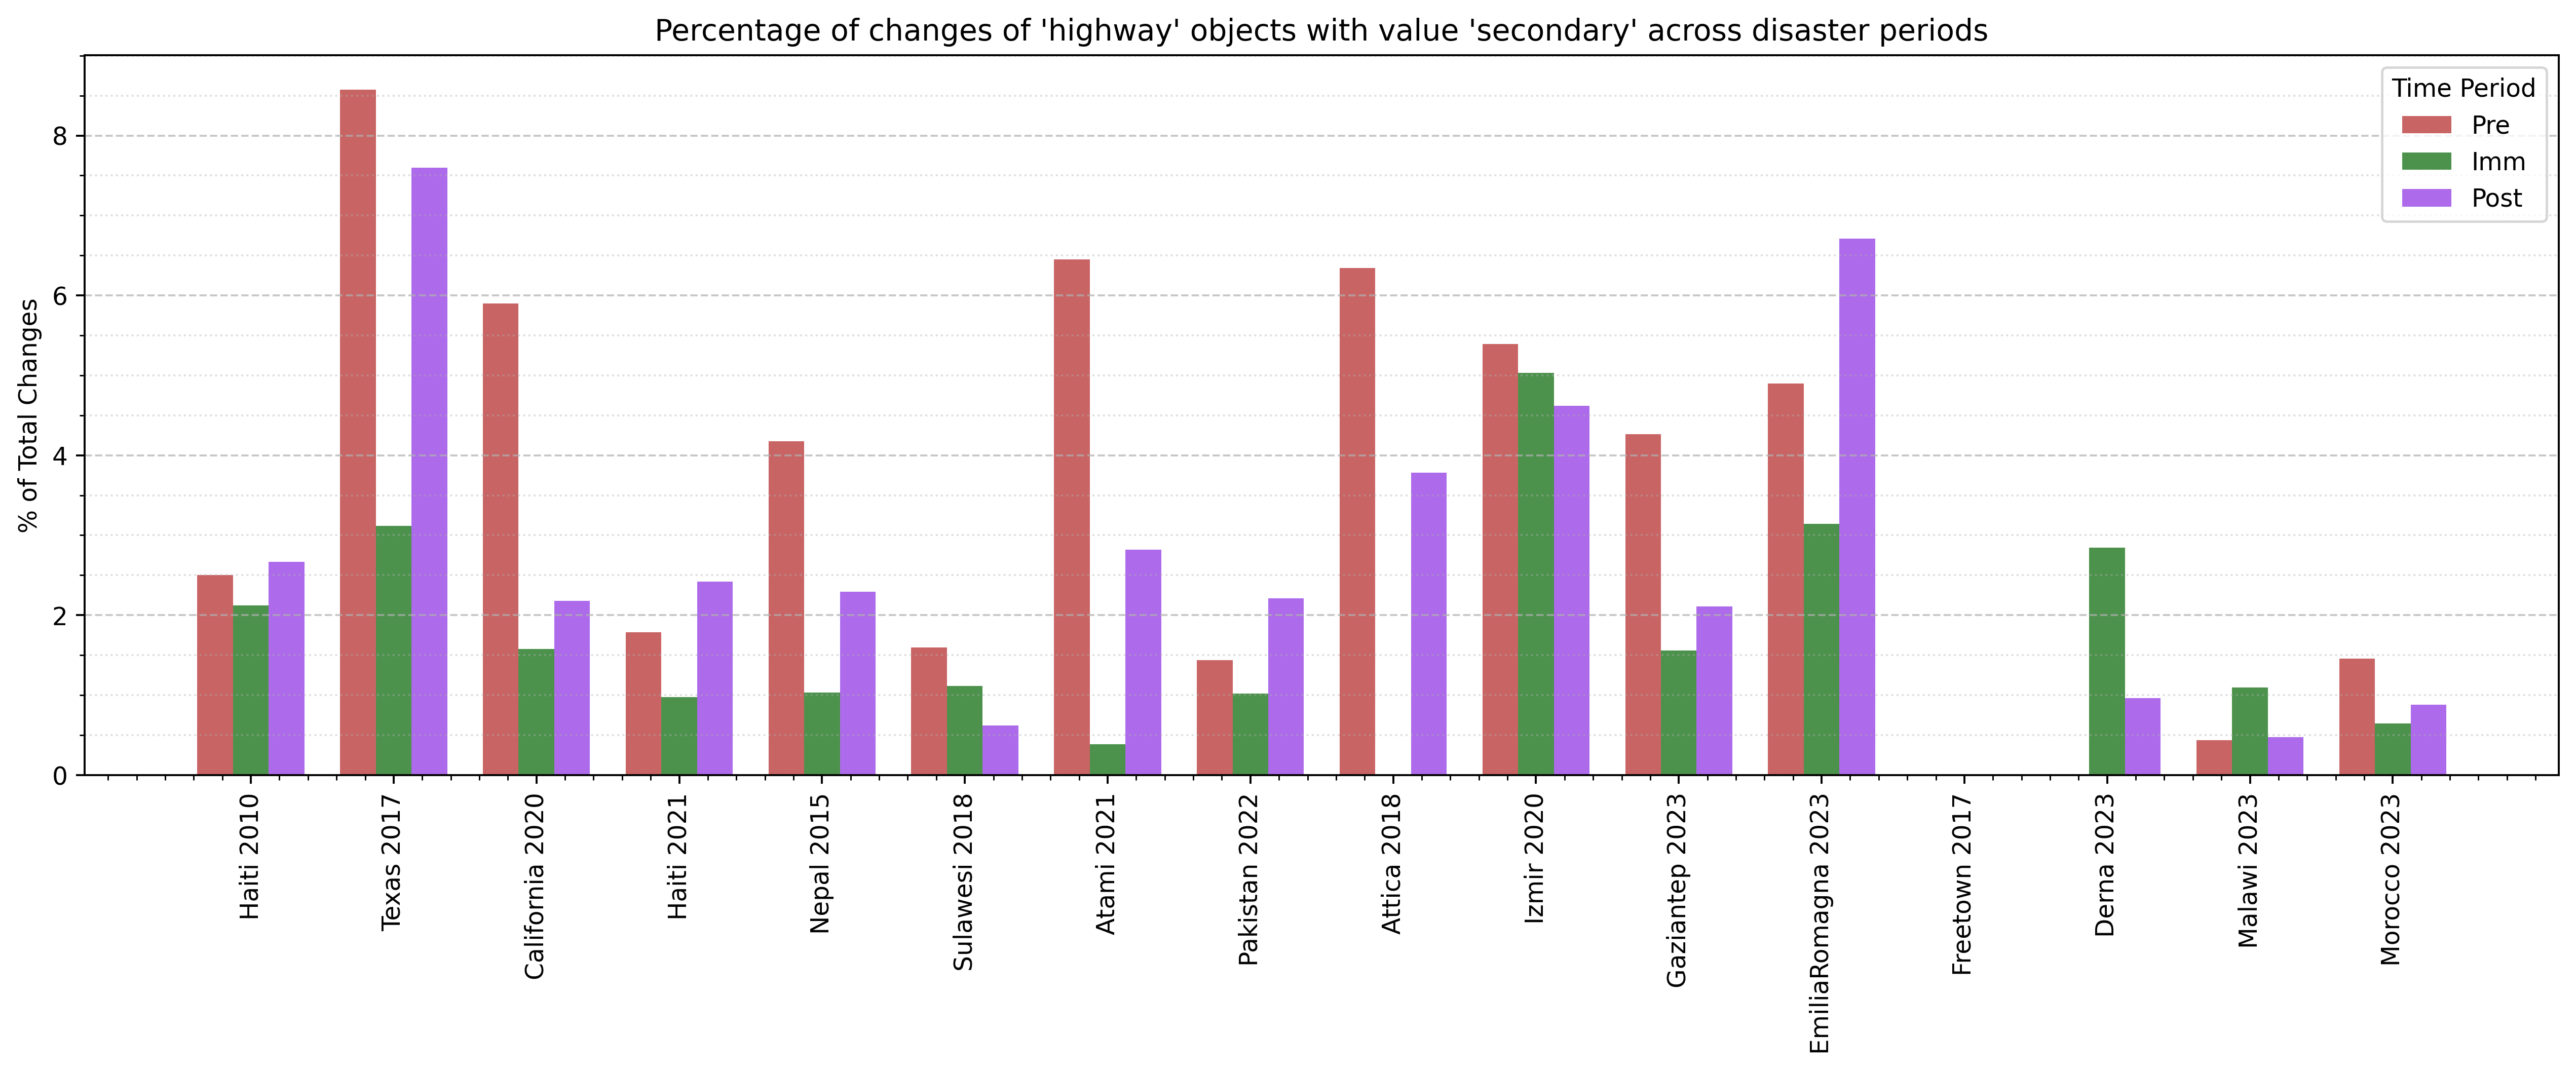 Percentage of changes of 'highway' objects with value 'secondary' across disaster periods
% of Total Changes
8
6
4
2
0
Time Period
Pre
Imm
Post
Haiti 2010
Texas 2017
California 2020
Haiti 2021
Nepal 2015
Sulawesi 2018
Atami 2021
Pakistan 2022
Attica 2018
Izmir 2020
Gaziantep 2023
EmiliaRomagna 2023
Freetown 2017
Derna 2023
Malawi 2023
Morocco 2023